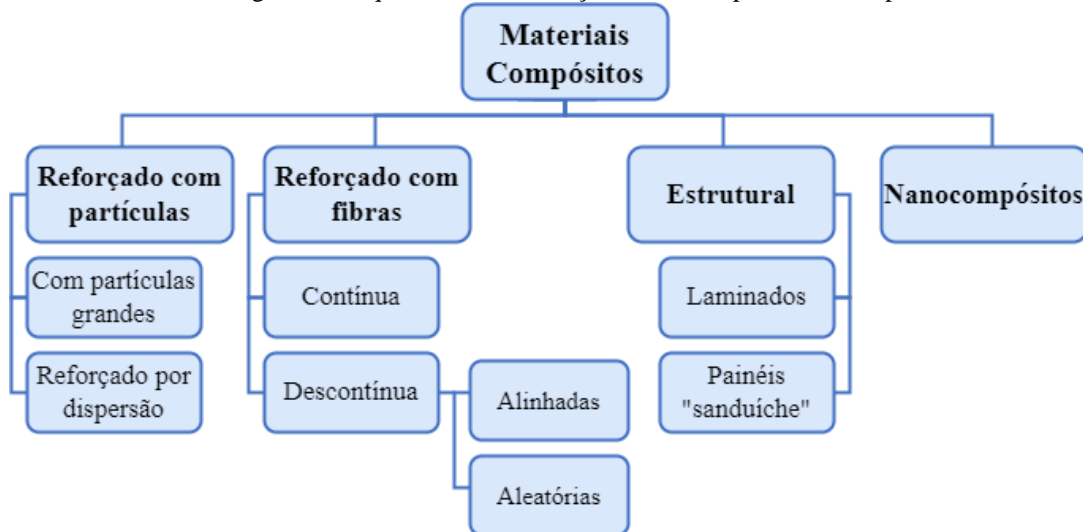 Materiais
Compósitos
Reforçado com
partículas
Reforçado com
fibras
Estrutural
Nanocompósitos
Com partículas
grandes
Contínua
Laminados
Reforçado por
dispersão
Descontínua
Painéis
"sanduíche"
Alinhadas
Aleatórias